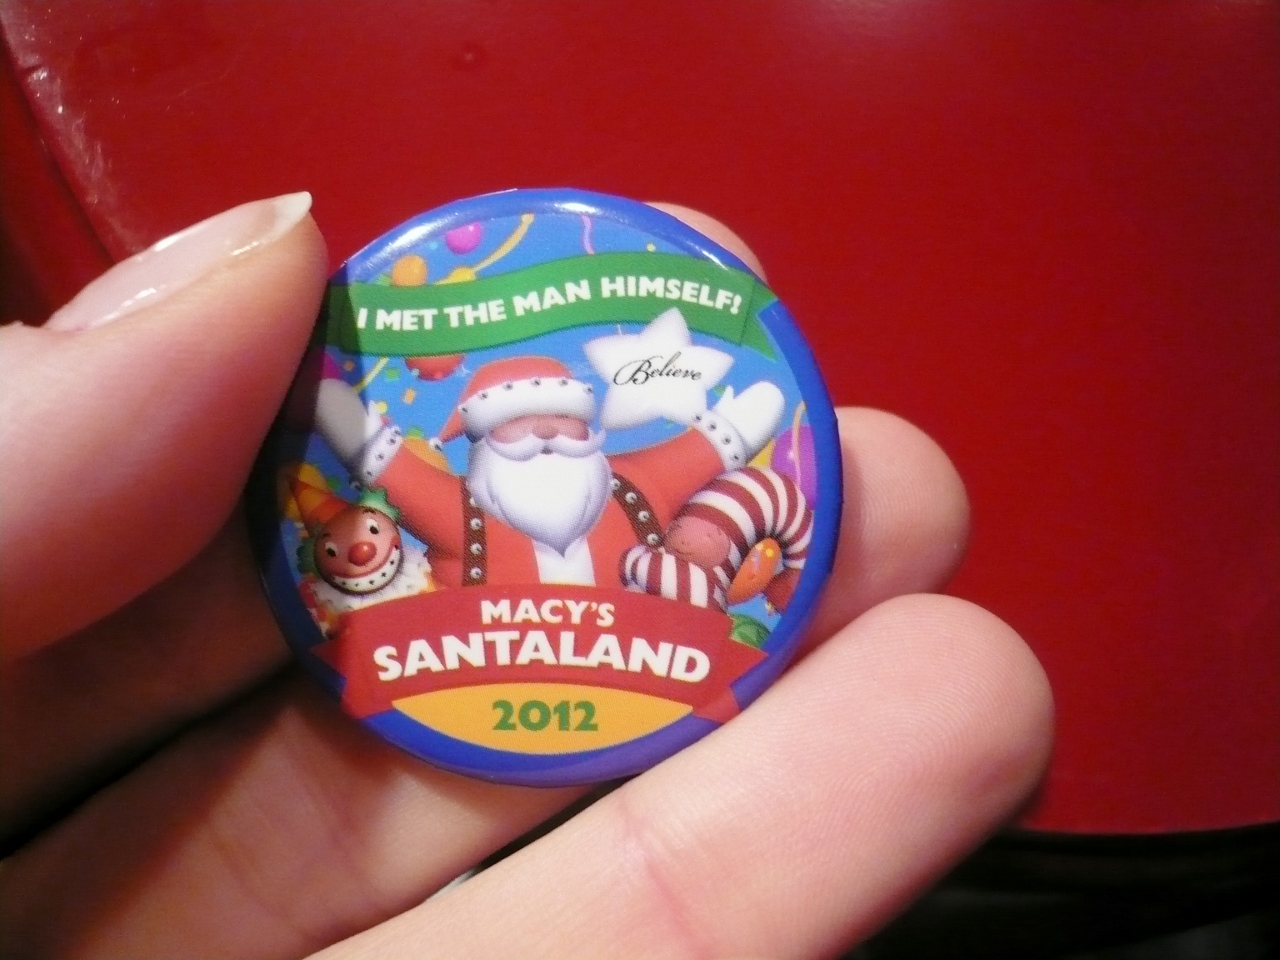 I MET THE MAN HIMSELF!
Believe
MACY'S
SANTALAND
2012